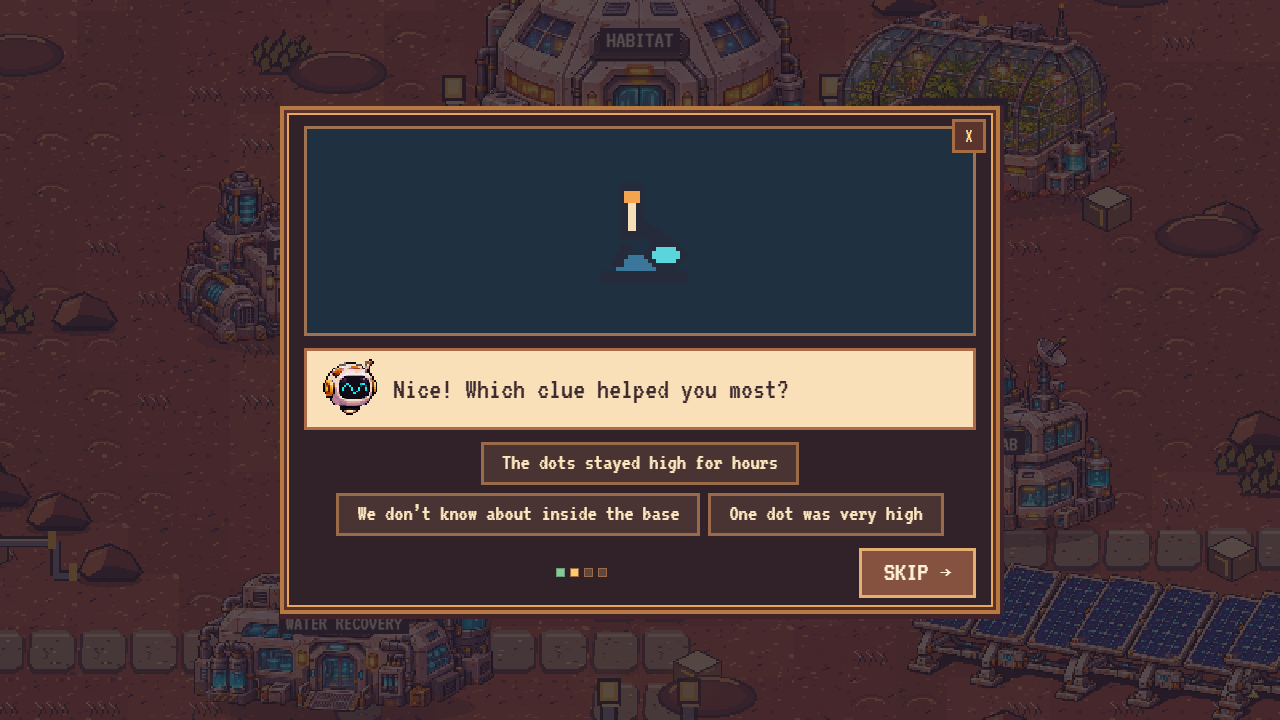 HABITAT
X
Nice! Which clue helped you most?
The dots stayed high for hours
We don't know about inside the base
One dot was very high
SKIP →
WATER RECOVERY